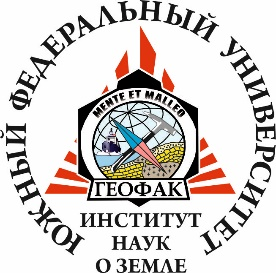 ЮЖНЫЙ ФЕДЕРАЛЬНЫЙ УНИВЕРСИТЕТ
MENTE ET MALLEO
ГЕОФАК
ИНСТИТУТ
НАУК
О ЗЕМЛЕ